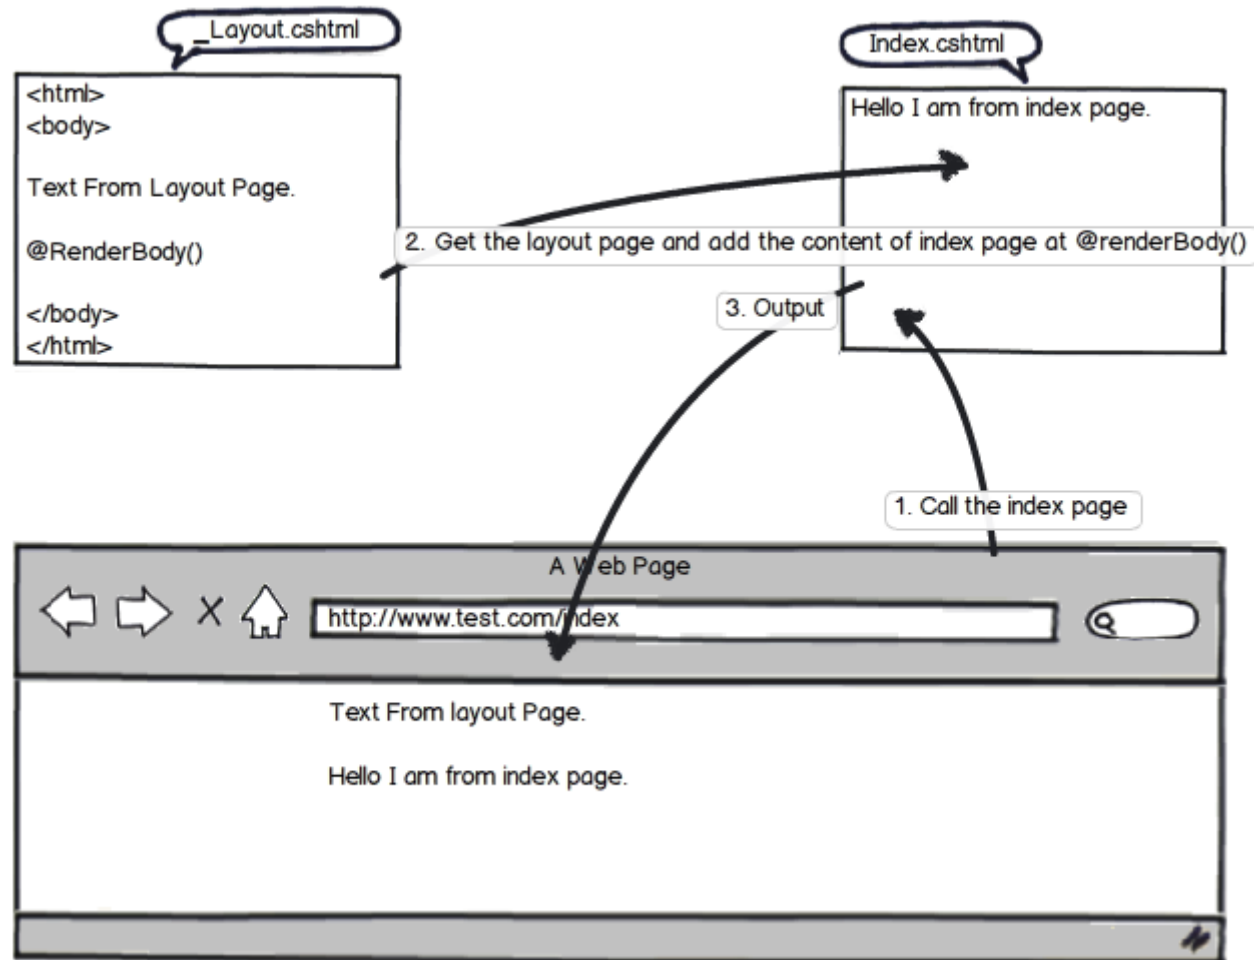 _Layout.cshtml
<html>
<body>
Text From Layout Page.
@RenderBody()
</body>
</html>
Index.cshtml
Hello I am from index page.
2. Get the layout page and add the content of index page at @renderBody()
3. Output
1. Call the index page
A Web Page
http://www.test.com/index
Text From layout Page.
Hello I am from index page.